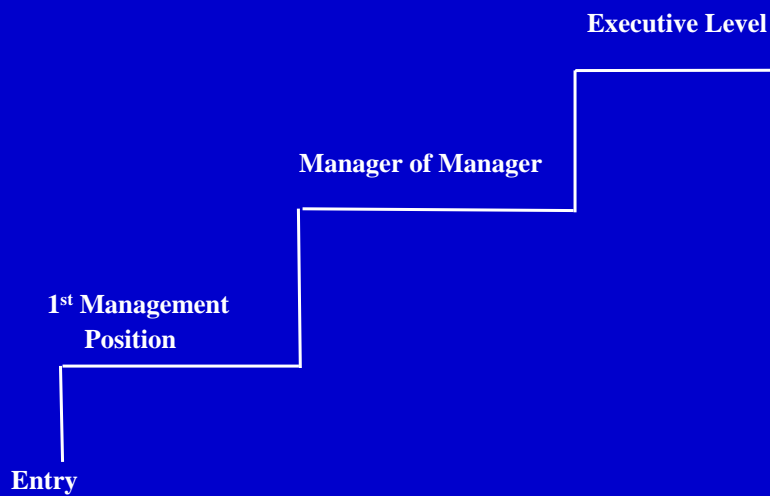 Executive Level
Manager of Manager
1st Management
Position
Entry